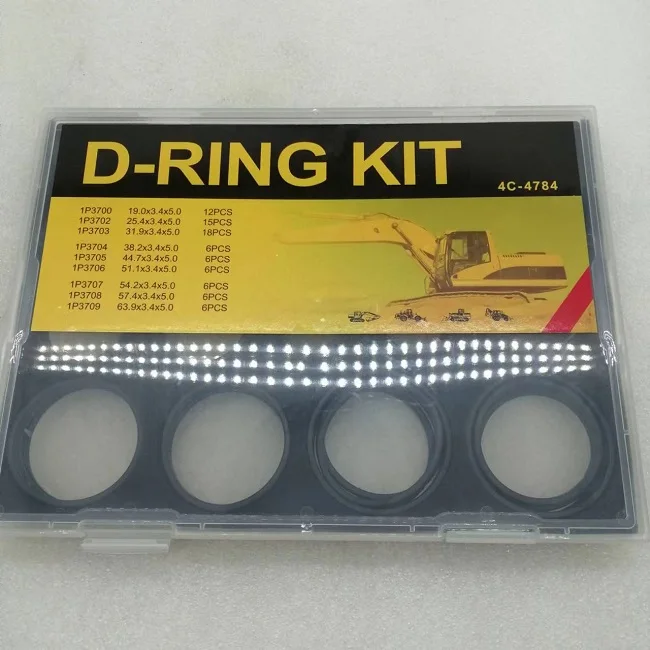 D-RING KIT
4C-4784
1P3700 19.0x3.4x5.0 12PCS
1P3702 25.4x3.4x5.0 15PCS
1P3703 31.9x3.4x5.0 18PCS
1P3704 38.2x3.4x5.0 6PCS
1P3705 44.7x3.4x5.0 6PCS
1P3706 51.1x3.4x5.0 6PCS
1P3707 54.2x3.4x5.0 6PCS
1P3708 57.4x3.4x5.0 6PCS
1P3709 63.9x3.4x5.0 6PCS